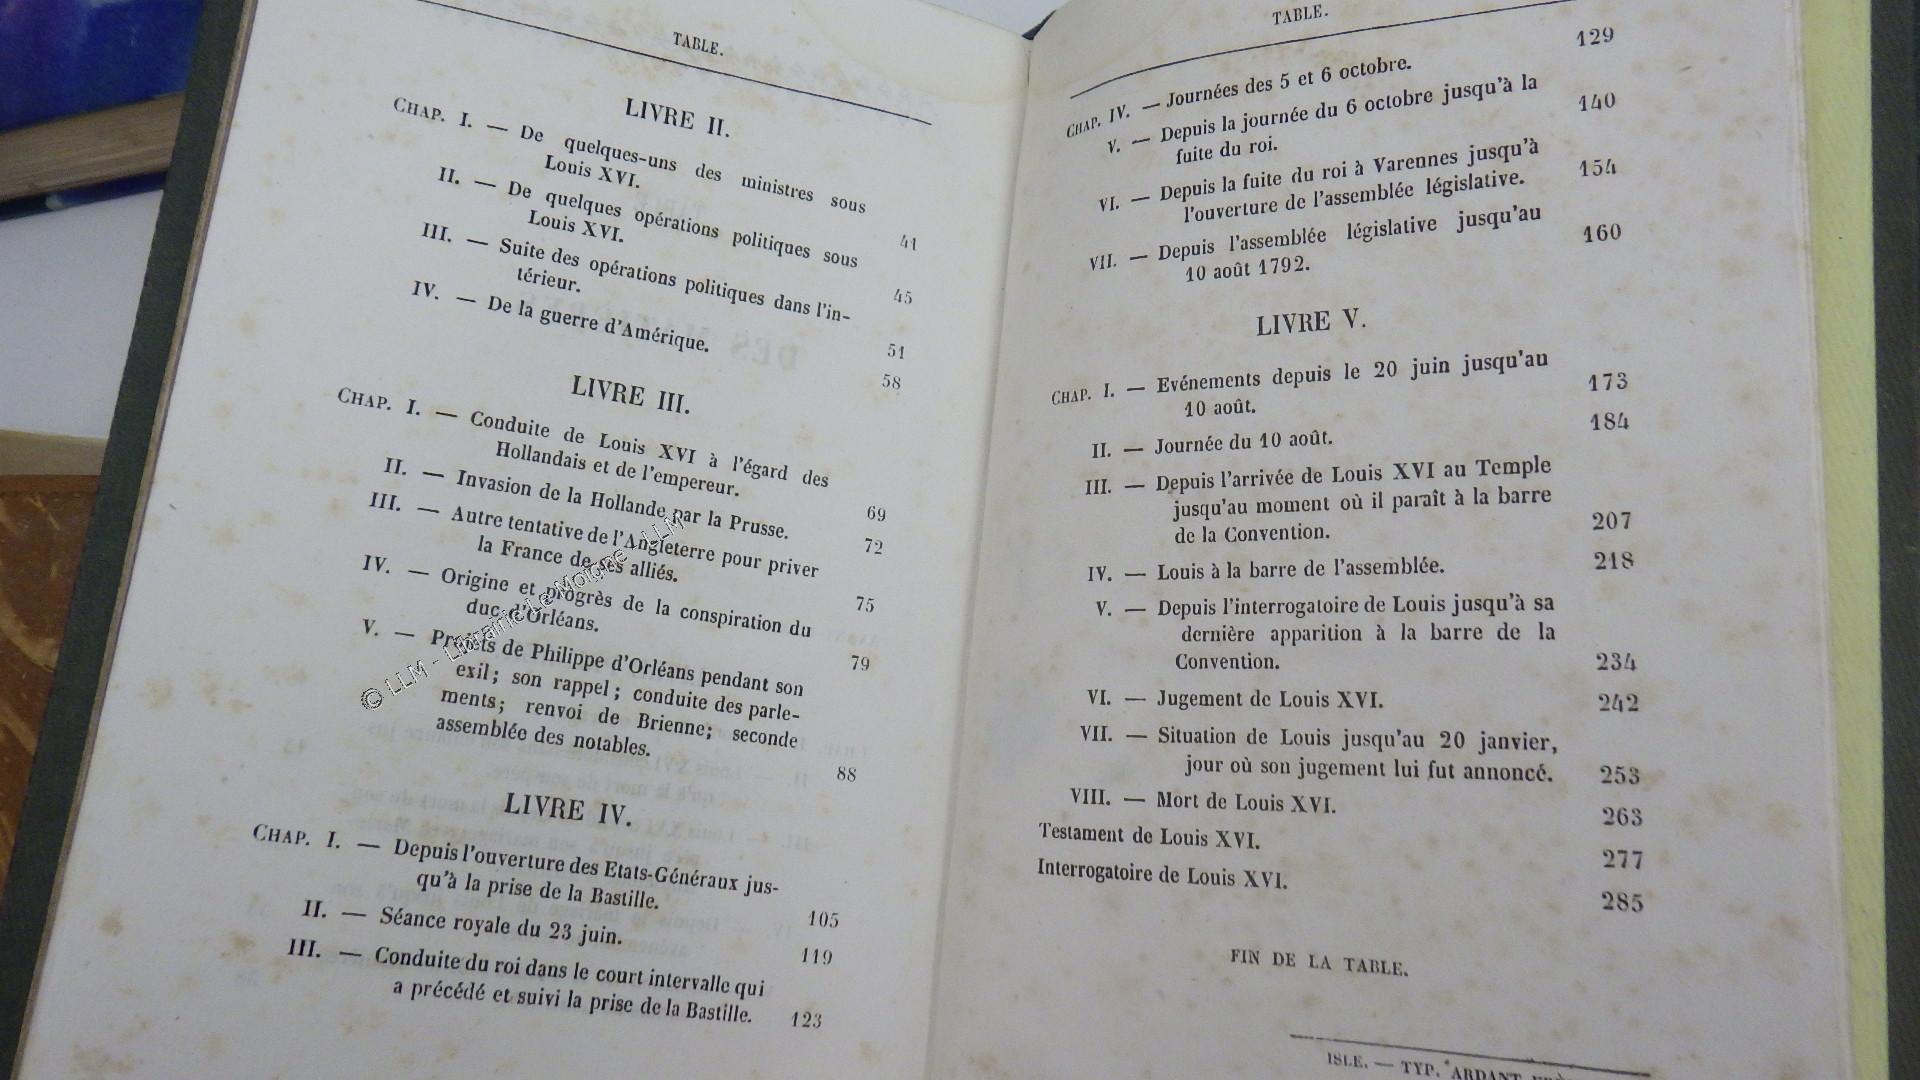 TABLE.
LIVRE II.
CHAP. I. — De quelques-uns des ministres sous
Louis XVI. 41
II. — De quelques opérations politiques sous
Louis XVI. 45
III. — Suite des opérations politiques dans l'in-
térieur. 51
IV. — De la guerre d'Amérique. 58
LIVRE III.
CHAP. I. — Conduite de Louis XVI à l'égard des
Hollandais et de l'empereur. 69
II. — Invasion de la Hollande par la Prusse. 72
III. — Autre tentative de l'Angleterre pour priver
la France de ses alliés. 75
IV. — Origine et progrès de la conspiration du
duc d'Orléans. 79
V. — Projets de Philippe d'Orléans pendant son
exil; son rappel; conduite des parle-
ments; renvoi de Brienne; seconde
assemblée des notables. 88
LIVRE IV.
CHAP. I. — Depuis l'ouverture des Etats-Généraux jus-
qu'à la prise de la Bastille. 105
II. — Séance royale du 23 juin. 119
III. — Conduite du roi dans le court intervalle qui
a précédé et suivi la prise de la Bastille. 123
© LLM - Librairie LeMoinne - LLM
TABLE.
CHAP. IV. — Journées des 5 et 6 octobre. 129
V. — Depuis la journée du 6 octobre jusqu'à la
fuite du roi. 140
VI. — Depuis la fuite du roi à Varennes jusqu'à
l'ouverture de l'assemblée législative. 154
VII. — Depuis l'assemblée législative jusqu'au
10 août 1792. 160
LIVRE V.
CHAP. I. — Evénements depuis le 20 juin jusqu'au
10 août. 173
II. — Journée du 10 août. 184
III. — Depuis l'arrivée de Louis XVI au Temple
jusqu'au moment où il paraît à la barre
de la Convention. 207
IV. — Louis à la barre de l'assemblée. 218
V. — Depuis l'interrogatoire de Louis jusqu'à sa
dernière apparition à la barre de la
Convention. 234
VI. — Jugement de Louis XVI. 242
VII. — Situation de Louis jusqu'au 20 janvier,
jour où son jugement lui fut annoncé. 253
VIII. — Mort de Louis XVI. 263
Testament de Louis XVI. 277
Interrogatoire de Louis XVI. 285
FIN DE LA TABLE.
ISLE. — TYP. ARDANT